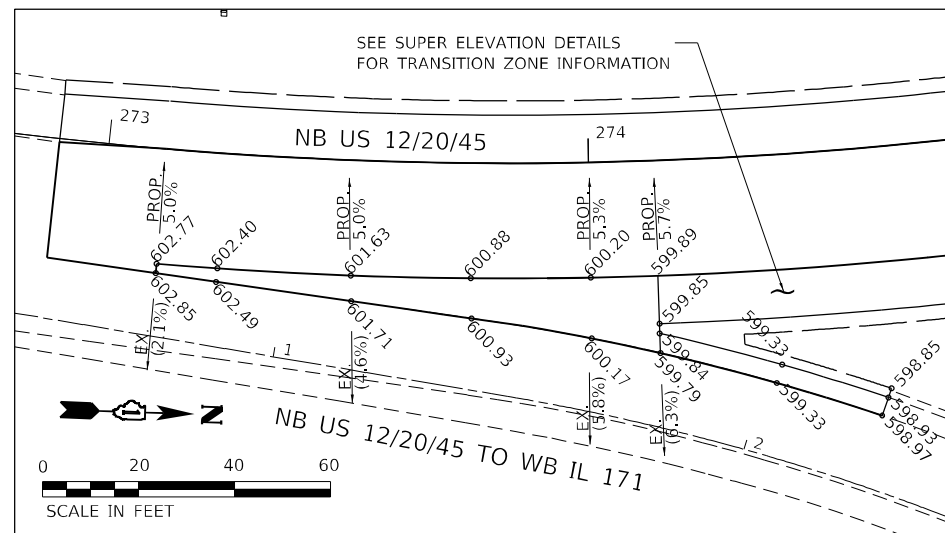 SEE SUPER ELEVATION DETAILS
FOR TRANSITION ZONE INFORMATION
273
NB US 12/20/45
274
PROP.
5.0%
PROP.
5.0%
PROP.
5.3%
PROP.
5.7%
602.77
602.40
601.63
600.88
600.20
599.89
599.85
599.33
598.85
602.85
602.49
601.71
600.93
600.17
599.84
599.79
599.33
598.93
598.97
EX.
(2.1%)
EX.
(4.6%)
EX.
(5.8%)
EX.
(6.3%)
1
2
N
NB US 12/20/45 TO WB IL 171
0 20 40 60
SCALE IN FEET